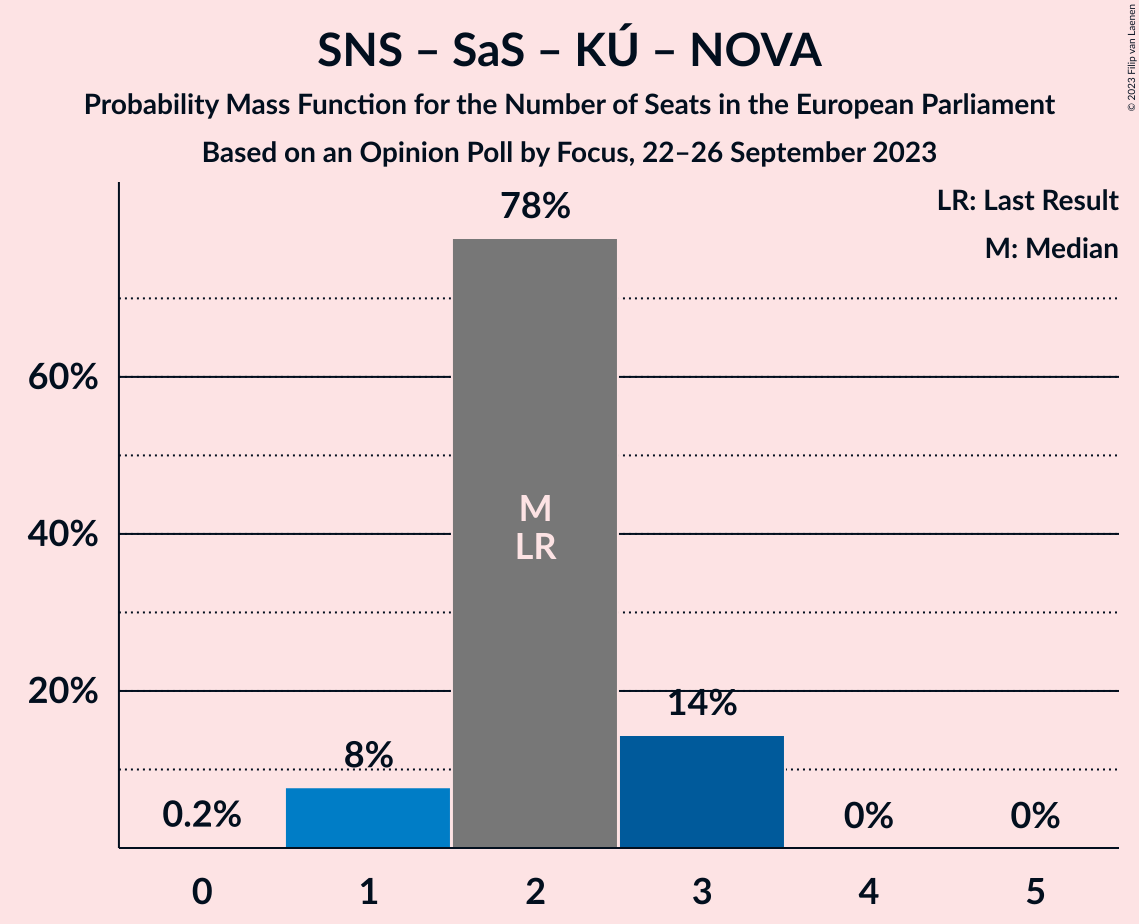 SNS – SaS – KÚ – NOVA
Probability Mass Function for the Number of Seats in the European Parliament
Based on an Opinion Poll by Focus, 22–26 September 2023
© 2023 Filip van Laenen
LR: Last Result
M: Median
78%
60%
M
40%
LR
20%
14%
8%
0.2%
0%
0%
0
1
2
3
4
5